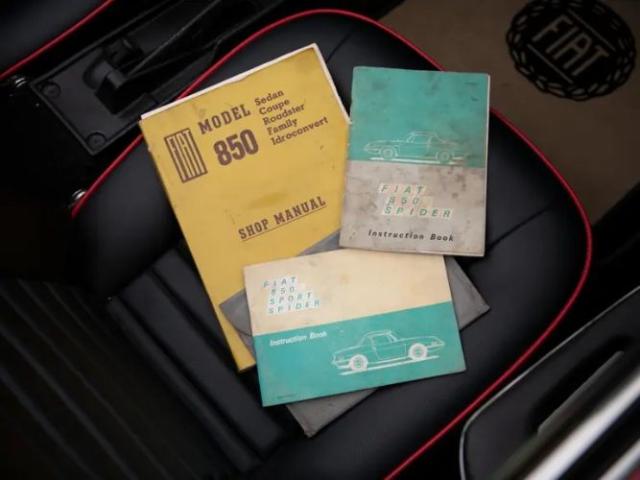 FIAT
MODEL
850
Sedan
Coupe
Roadster
Family
Idroconvert
SHOP MANUAL
FIAT
850
SPIDER
Instruction Book
FIAT
850
SPORT
SPIDER
Instruction Book
FIAT